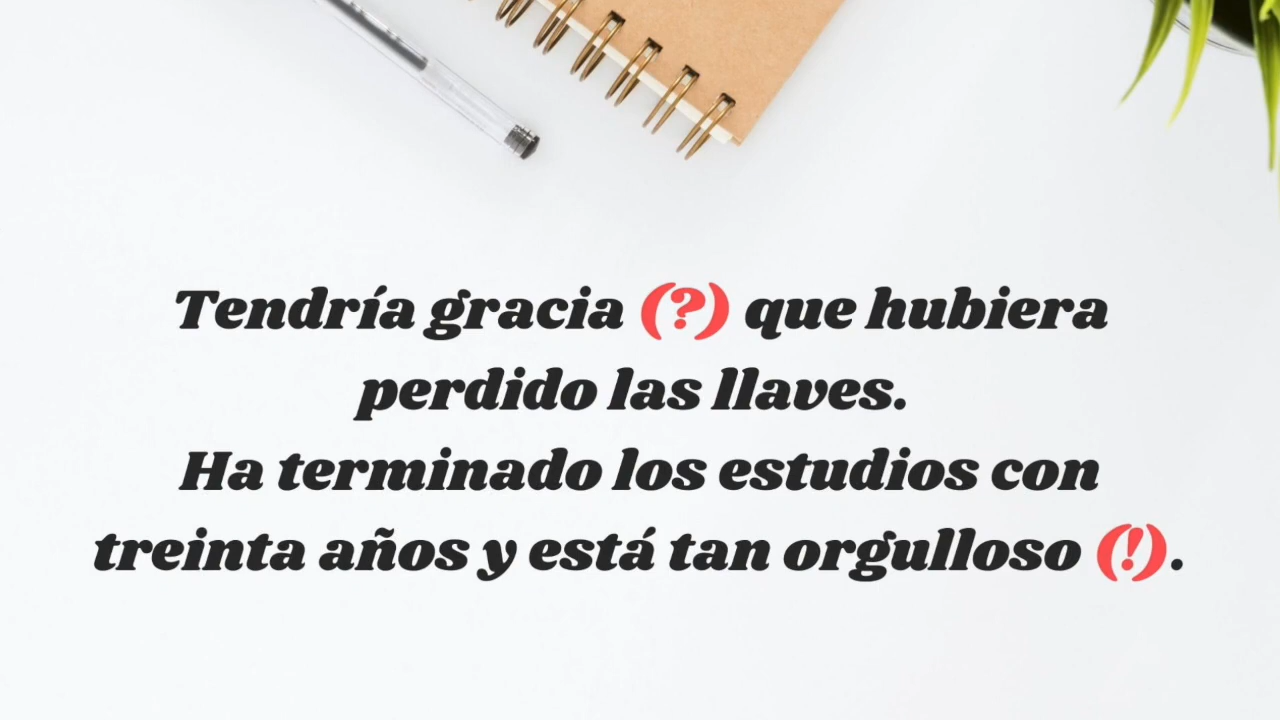 Tendría gracia (?) que hubiera
perdido las llaves.
Ha terminado los estudios con
treinta años y está tan orgulloso (!).